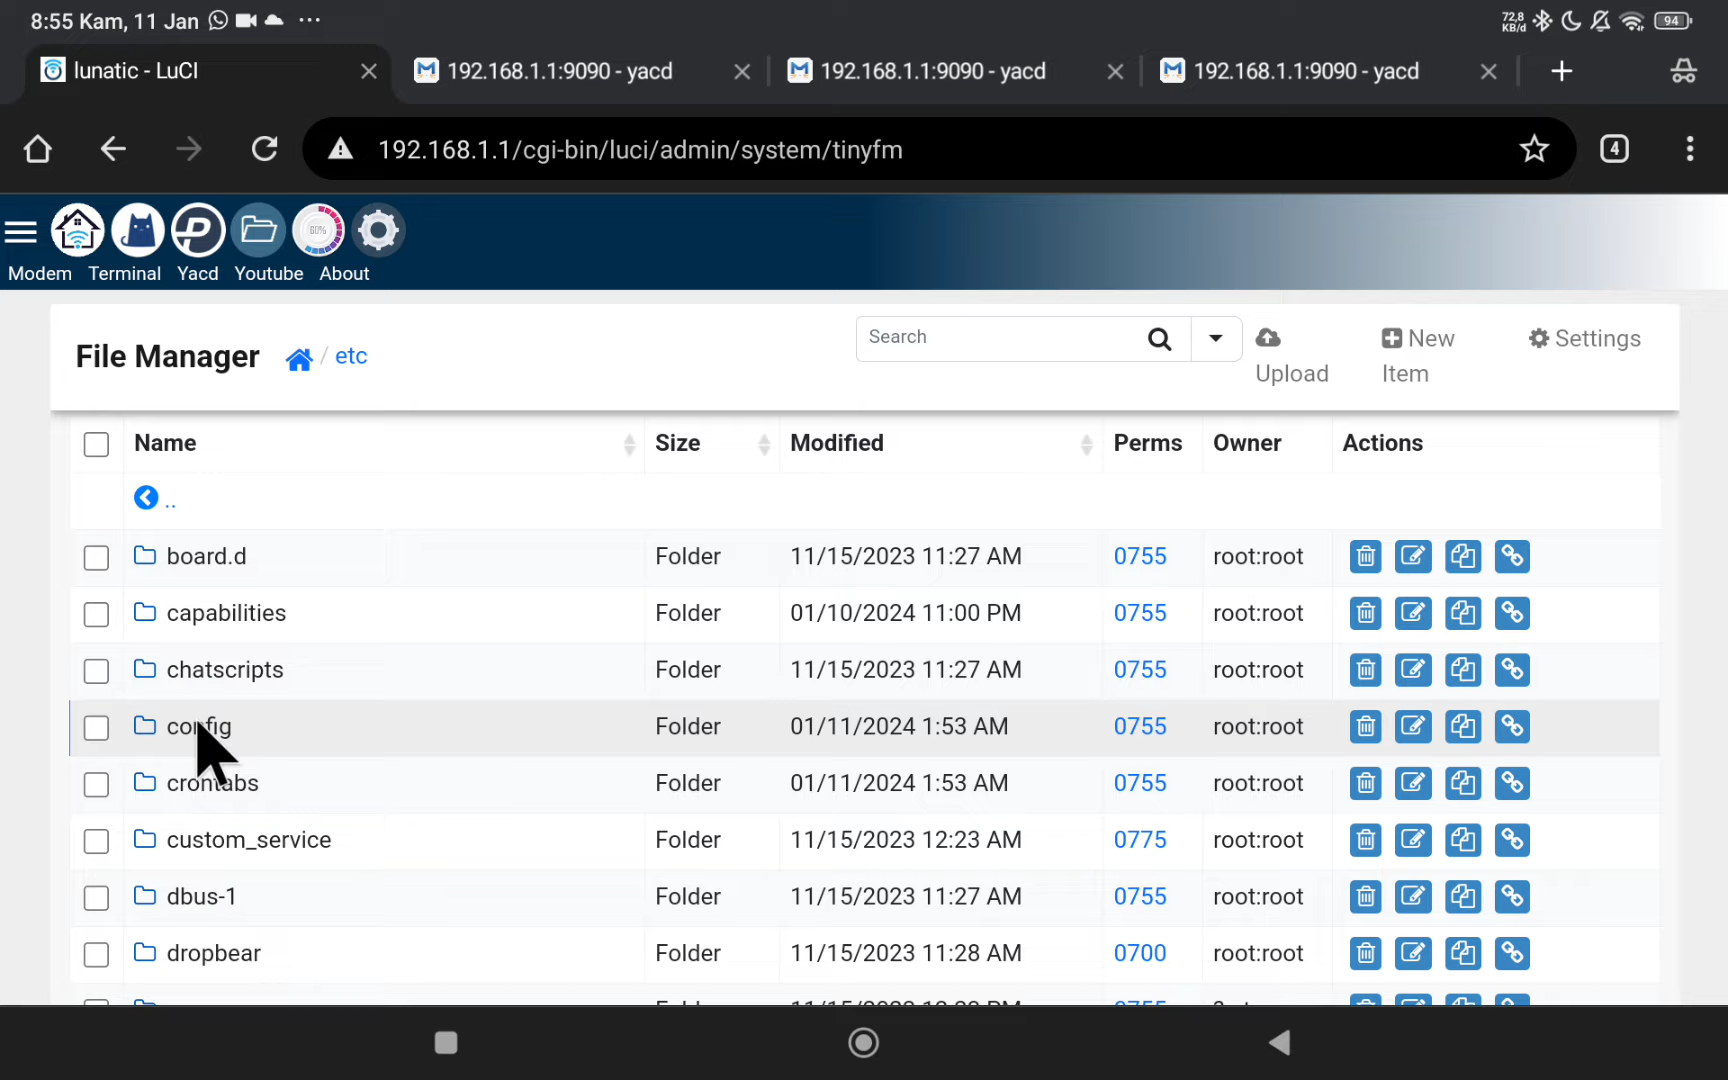 8:55 Kam, 11 Jan
72,8 KB/d
94
lunatic - LuCI
192.168.1.1:9090 - yacd
192.168.1.1:9090 - yacd
192.168.1.1:9090 - yacd
192.168.1.1/cgi-bin/luci/admin/system/tinyfm
4
60%
Modem Terminal Yacd Youtube About
File Manager / etc
Search
Upload
New Item
Settings
Name Size Modified Perms Owner Actions
..
board.d Folder 11/15/2023 11:27 AM 0755 root:root
capabilities Folder 01/10/2024 11:00 PM 0755 root:root
chatscripts Folder 11/15/2023 11:27 AM 0755 root:root
config Folder 01/11/2024 1:53 AM 0755 root:root
crontabs Folder 01/11/2024 1:53 AM 0755 root:root
custom_service Folder 11/15/2023 12:23 AM 0775 root:root
dbus-1 Folder 11/15/2023 11:27 AM 0755 root:root
dropbear Folder 11/15/2023 11:28 AM 0700 root:root